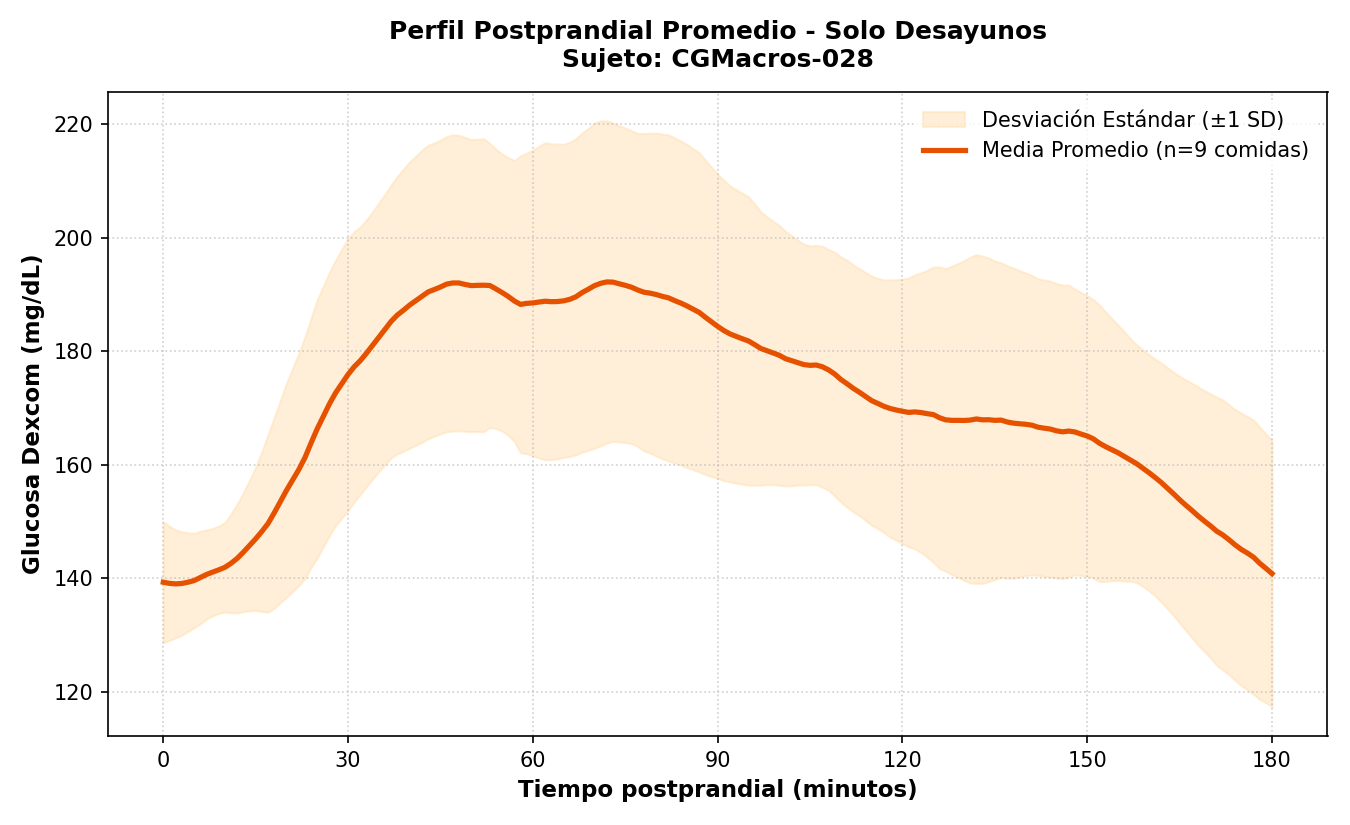 Perfil Postprandial Promedio - Solo Desayunos
Sujeto: CGMacros-028
Desviación Estándar (±1 SD)
Media Promedio (n=9 comidas)
Glucosa Dexcom (mg/dL)
220
200
180
160
140
120
0 30 60 90 120 150 180
Tiempo postprandial (minutos)